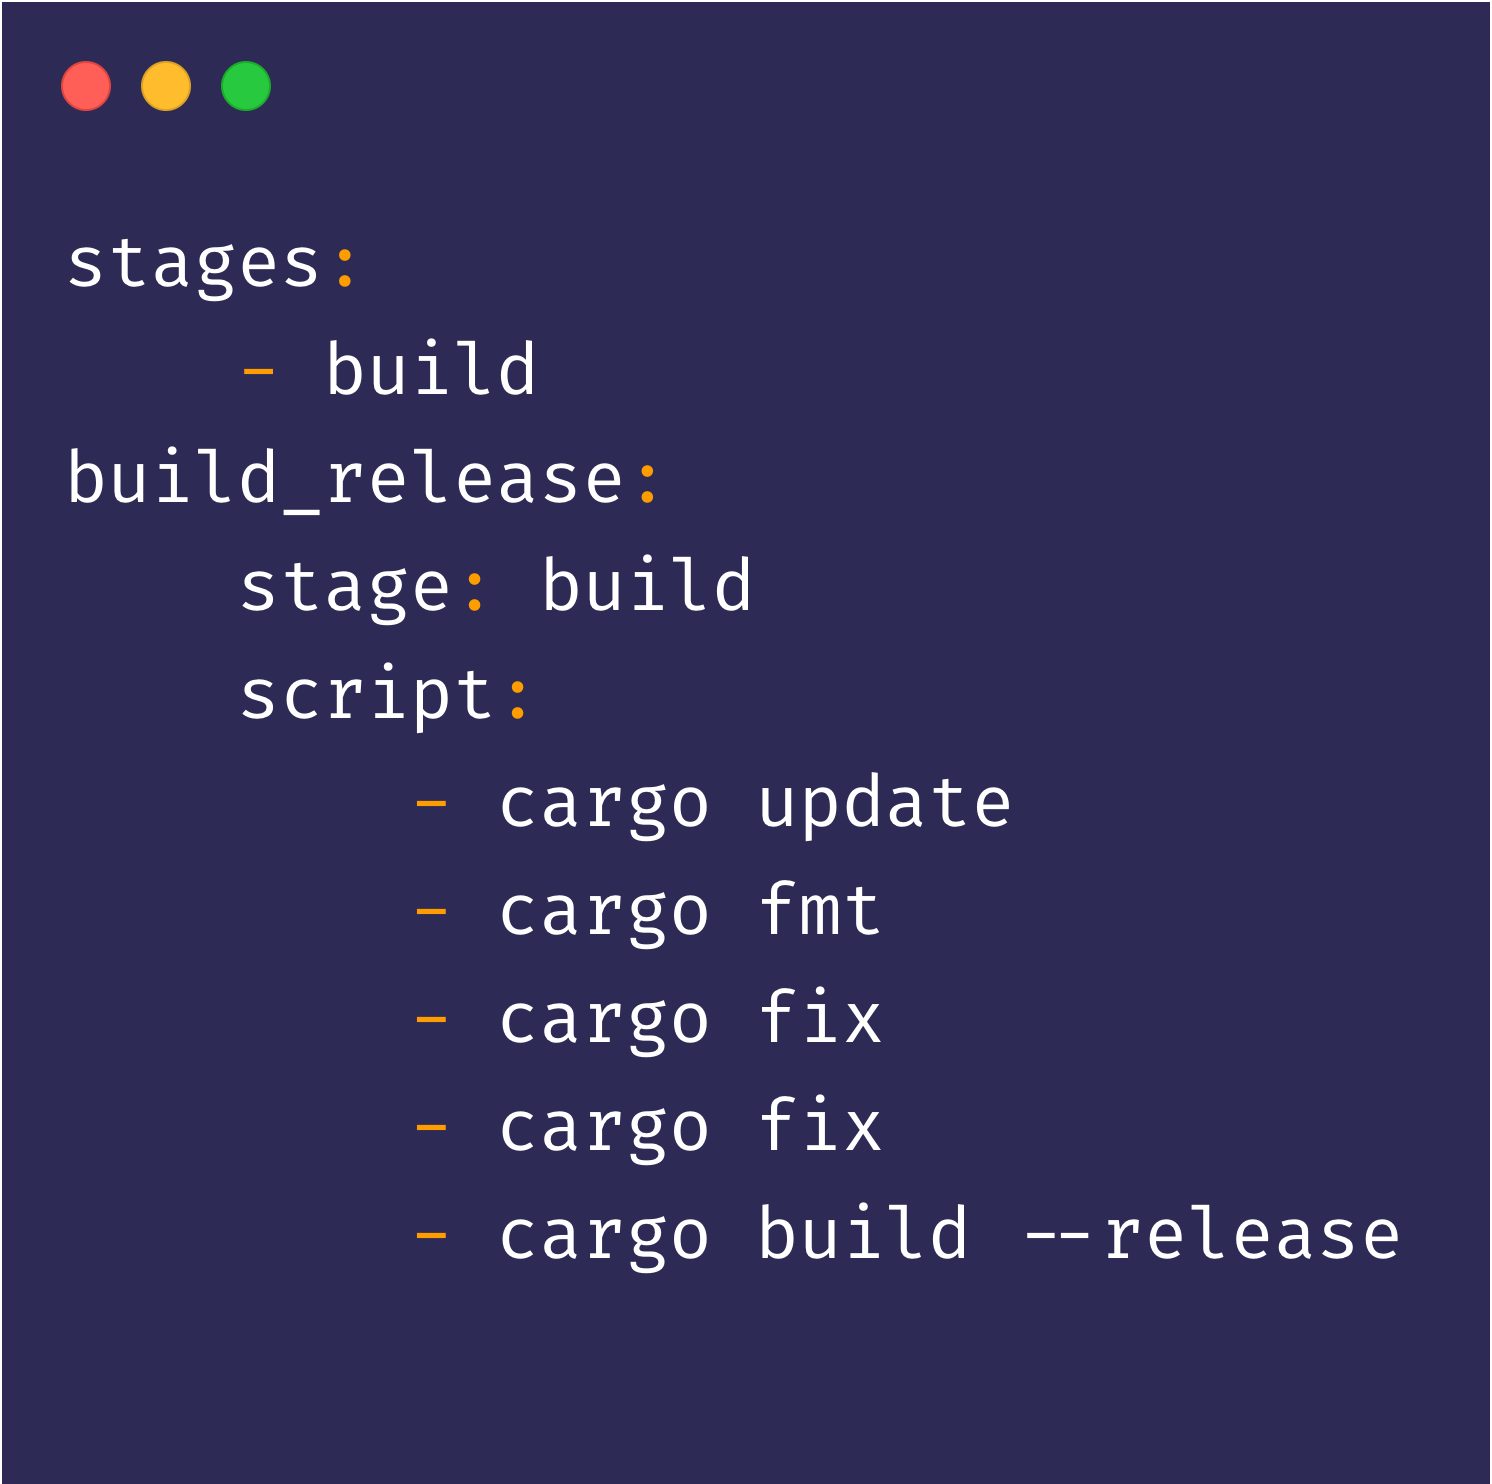 stages:
    - build
build_release:
    stage: build
    script:
        - cargo update
        - cargo fmt
        - cargo fix
        - cargo fix
        - cargo build --release